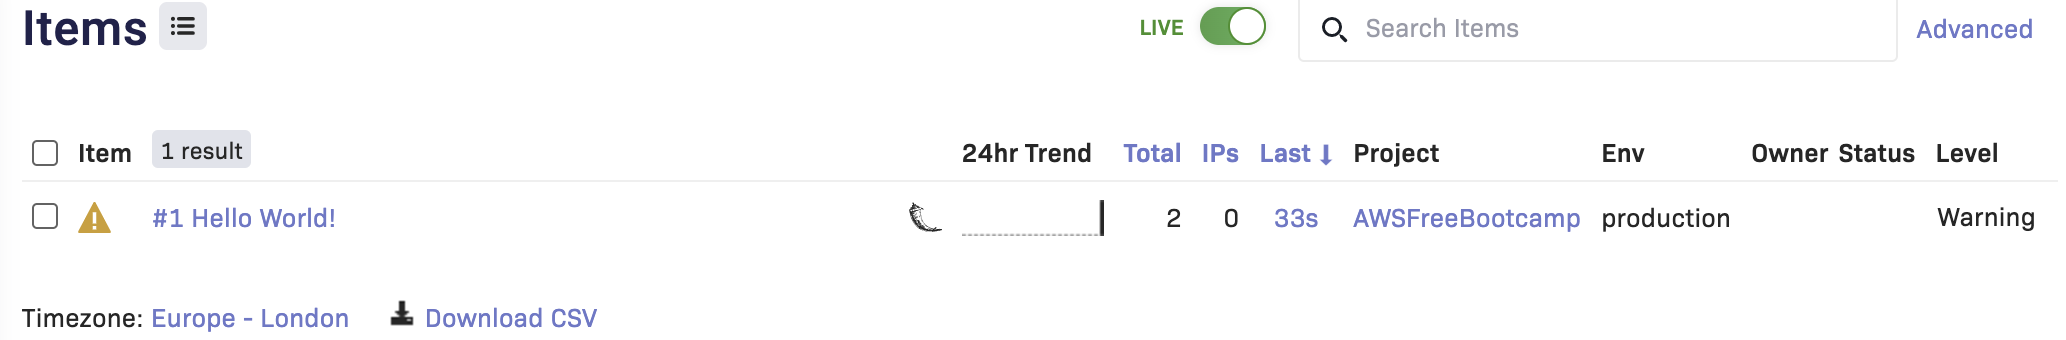 Items LIVE Search Items Advanced
Item 1 result 24hr Trend Total IPs Last ↓ Project Env Owner Status Level
#1 Hello World! 2 0 33s AWSFreeBootcamp production Warning
Timezone: Europe - London Download CSV